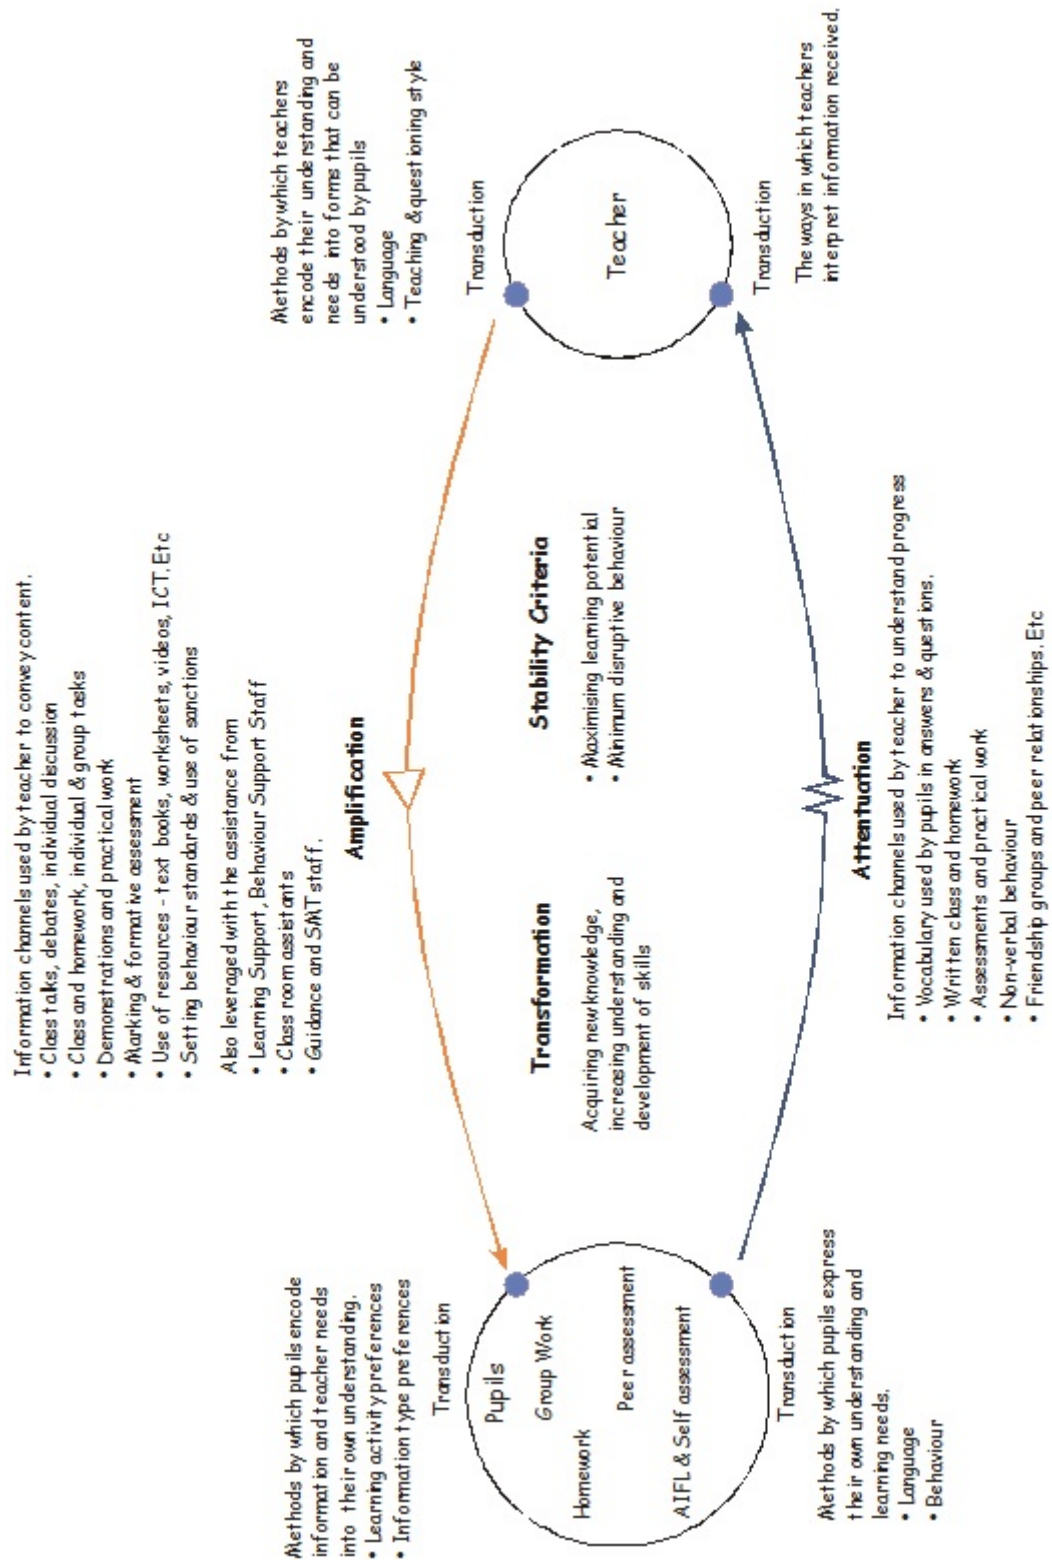 Information channels used by teacher to convey content.
• Class talks, debates, individual discussion
• Class and homework, individual & group tasks
• Demonstrations and practical work
• Marking & formative assessment
• Use of resources - text books, worksheets, videos, ICT. Etc
• Setting behaviour standards & use of sanctions
Also leveraged with the assistance from
• Learning Support, Behaviour Support Staff
• Class room assistants
• Guidance and SMT staff.
Amplification
Methods by which pupils encode
information and teacher needs
into their own understanding.
• Learning activity preferences
• Information type preferences
Transduction
Methods by which teachers
encode their understanding and
needs into forms that can be
understood by pupils
• Language
• Teaching & questioning style
Transduction
Pupils
Group Work
Homework
Peer assessment
AIFL & Self assessment
Transformation
Acquiring new knowledge,
increasing understanding and
development of skills
Stability Criteria
• Maximising learning potential
• Minimum disruptive behaviour
Teacher
Transduction
Methods by which pupils express
their own understanding and
learning needs.
• Language
• Behaviour
Transduction
The ways in which teachers
interpret information received.
Attentuation
Information channels used by teacher to understand progress
• Vocabulary used by pupils in answers & questions.
• Written class and homework
• Assessments and practical work
• Non-verbal behaviour
• Friendship groups and peer relationships. Etc